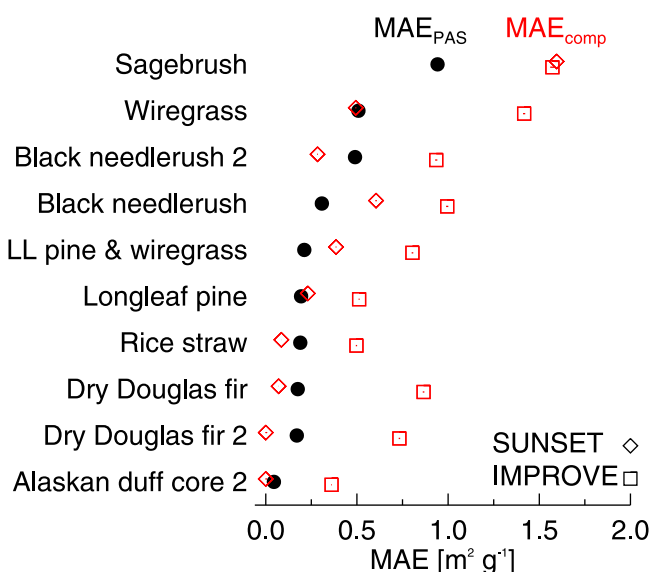 MAE_PAS MAE_comp
Sagebrush
Wiregrass
Black needlerush 2
Black needlerush
LL pine & wiregrass
Longleaf pine
Rice straw
Dry Douglas fir
Dry Douglas fir 2
SUNSET
Alaskan duff core 2
IMPROVE
0.0 0.5 1.0 1.5 2.0
MAE [m² g⁻¹]